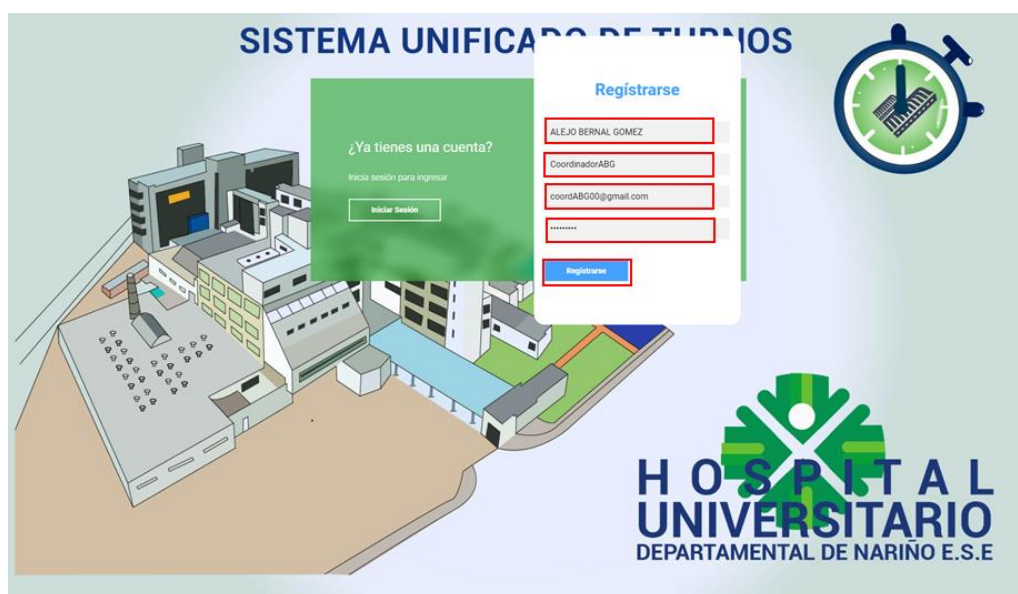 SISTEMA UNIFICADO DE TURNOS
¿Ya tienes una cuenta?
Inicia sesión para ingresar
Iniciar Sesión
Regístrarse
ALEJO BERNAL GOMEZ
CoordinadorABG
coordABG00@gmail.com
•••••••••
Registrarse
HOSPITAL
UNIVERSITARIO
DEPARTAMENTAL DE NARIÑO E.S.E